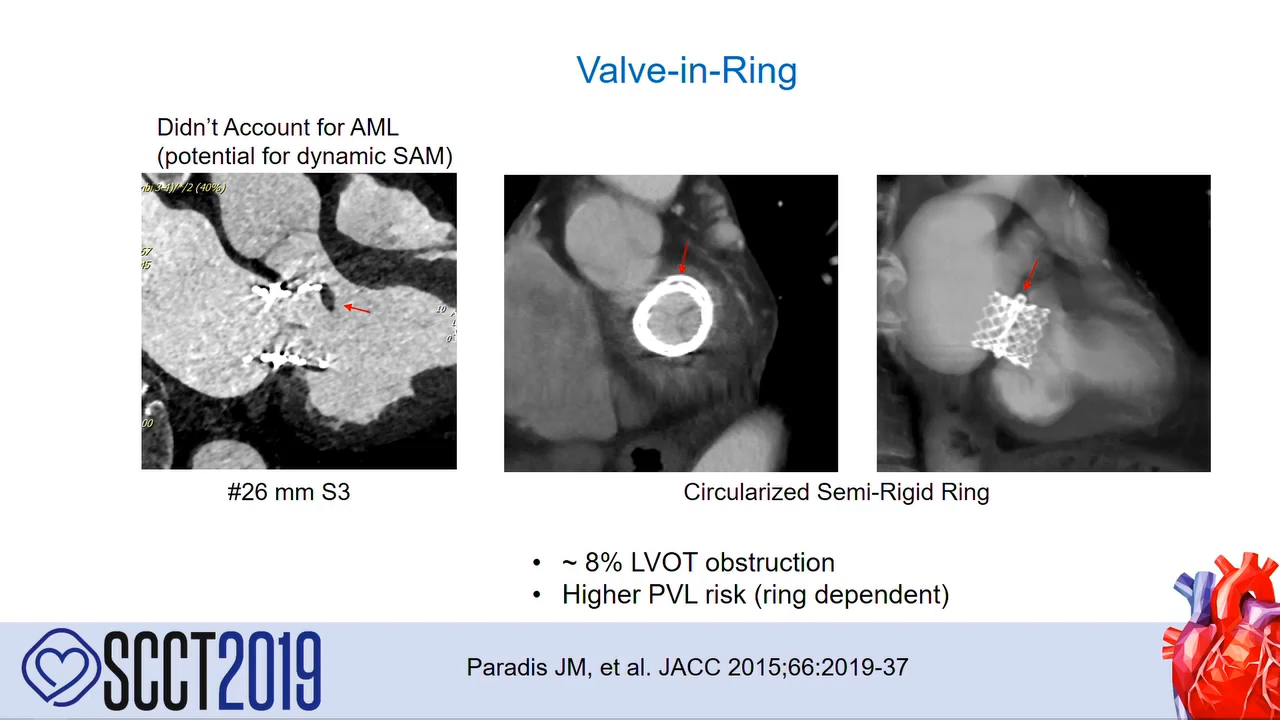 Valve-in-Ring
Didn't Account for AML
(potential for dynamic SAM)
#26 mm S3
Circularized Semi-Rigid Ring
• ~ 8% LVOT obstruction
• Higher PVL risk (ring dependent)
SCCT2019
Paradis JM, et al. JACC 2015;66:2019-37